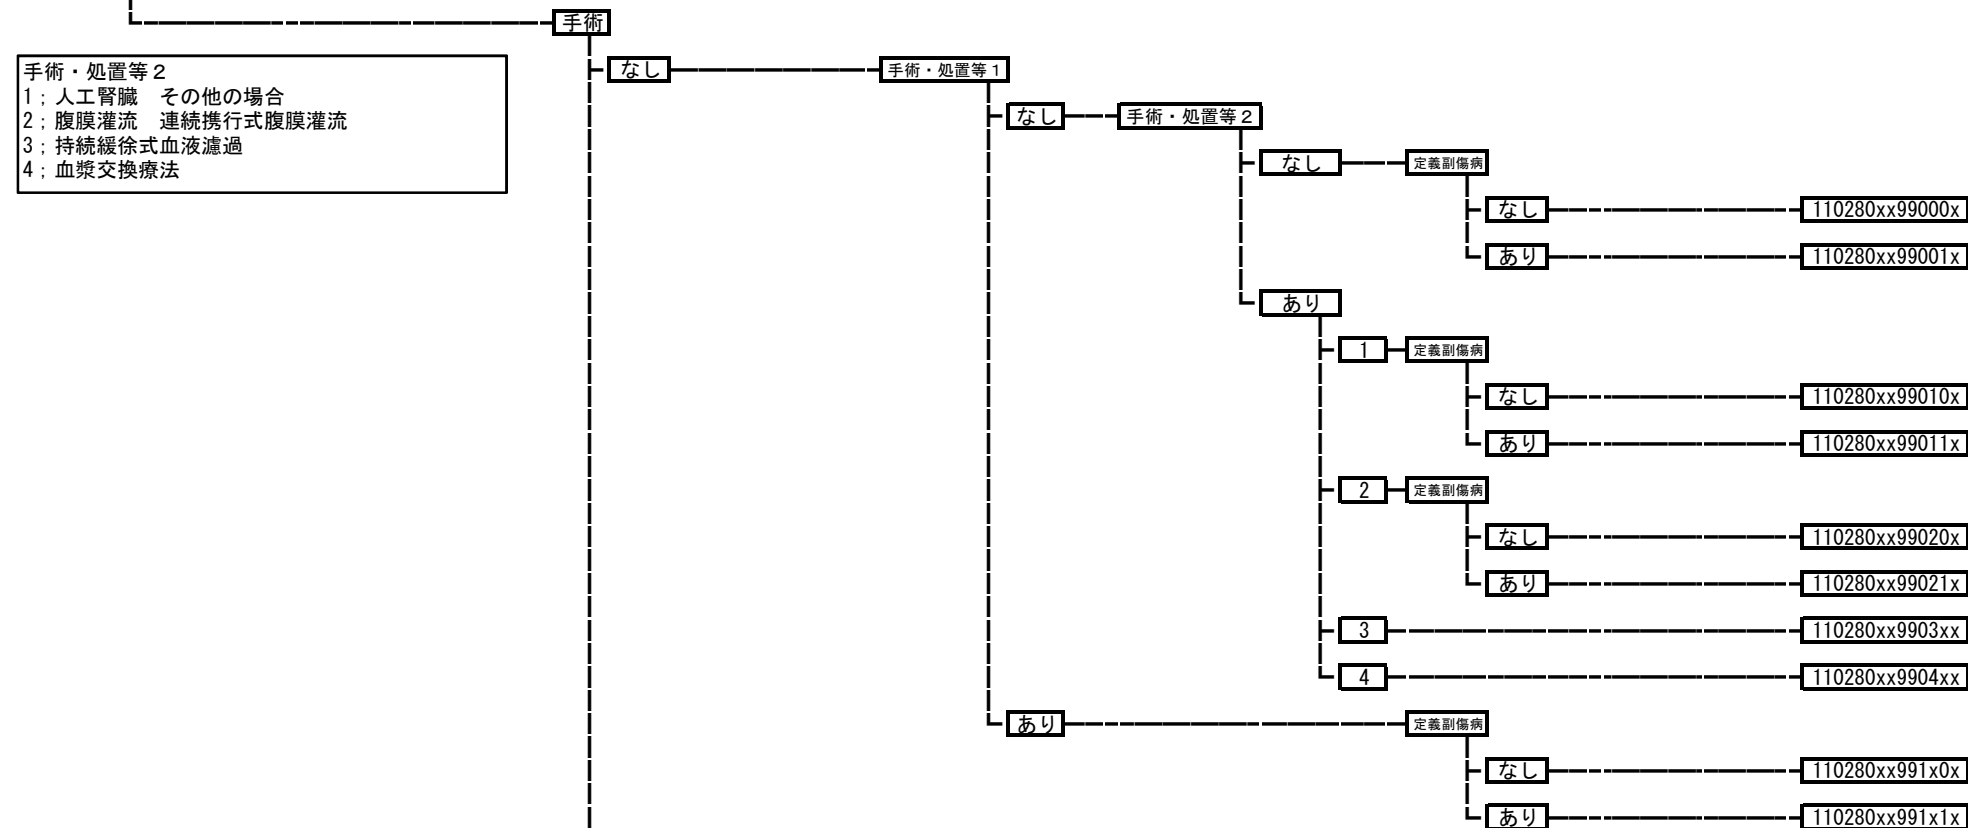 手術
手術・処置等2
1；人工腎臓　その他の場合
2；腹膜灌流　連続携行式腹膜灌流
3；持続緩徐式血液濾過
4；血漿交換療法
なし
手術・処置等1
なし
手術・処置等2
なし
定義副傷病
なし
110280xx99000x
あり
110280xx99001x
あり
1
定義副傷病
なし
110280xx99010x
あり
110280xx99011x
2
定義副傷病
なし
110280xx99020x
あり
110280xx99021x
3
110280xx9903xx
4
110280xx9904xx
あり
定義副傷病
なし
110280xx991x0x
あり
110280xx991x1x